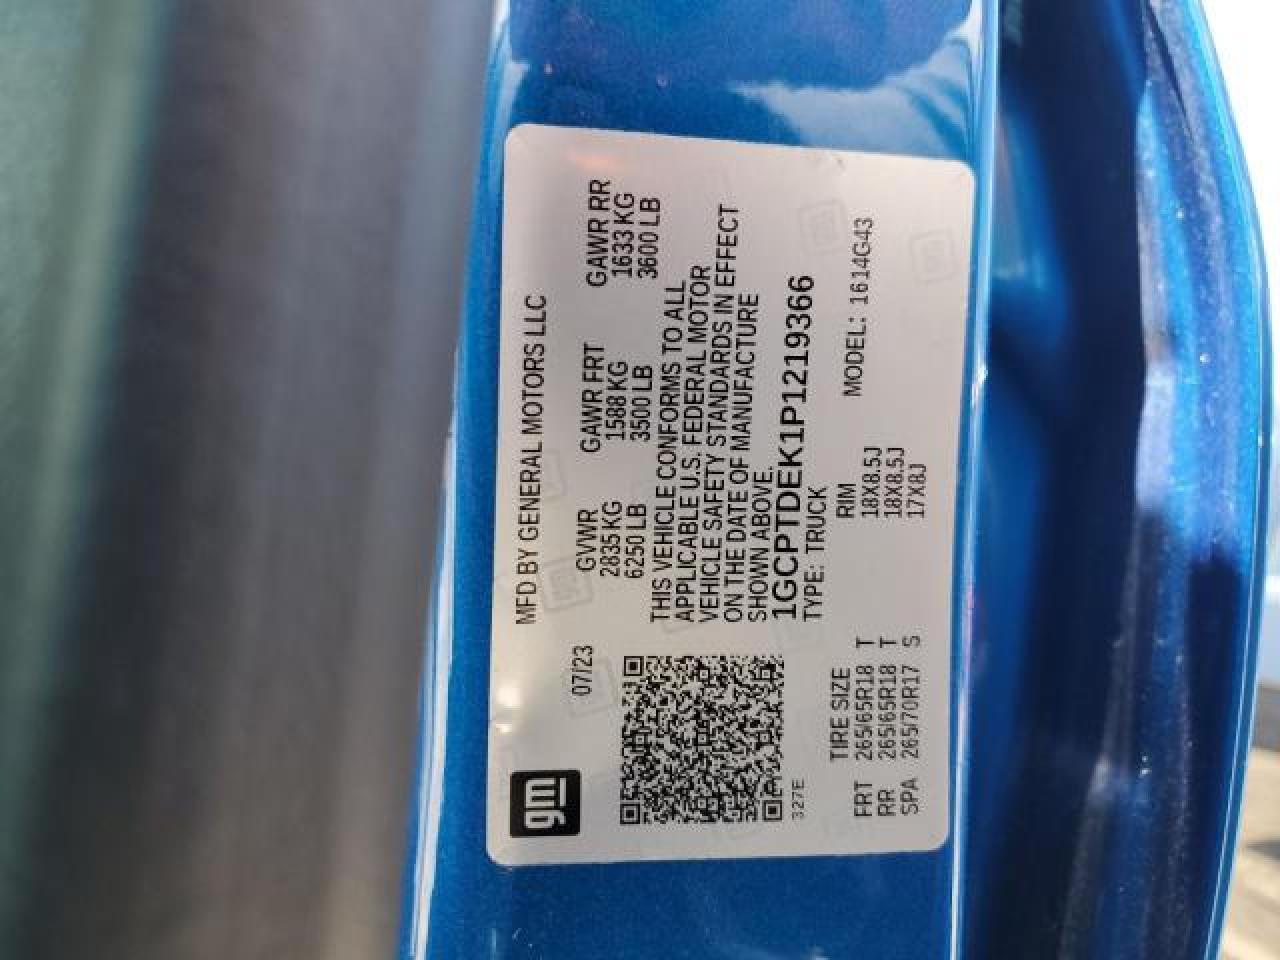 MFD BY GENERAL MOTORS LLC
gm
07/23
GVWR GAWR FRT GAWR RR
2835 KG 1588 KG 1633 KG
6250 LB 3500 LB 3600 LB
THIS VEHICLE CONFORMS TO ALL
APPLICABLE U.S. FEDERAL MOTOR
VEHICLE SAFETY STANDARDS IN EFFECT
ON THE DATE OF MANUFACTURE
SHOWN ABOVE.
1GCPTDEK1P1219366
327E
TYPE: TRUCK
TIRE SIZE RIM MODEL: 1614G43
FRT 265/65R18 T 18X8.5J
RR 265/65R18 T 18X8.5J
SPA 265/70R17 S 17X8J